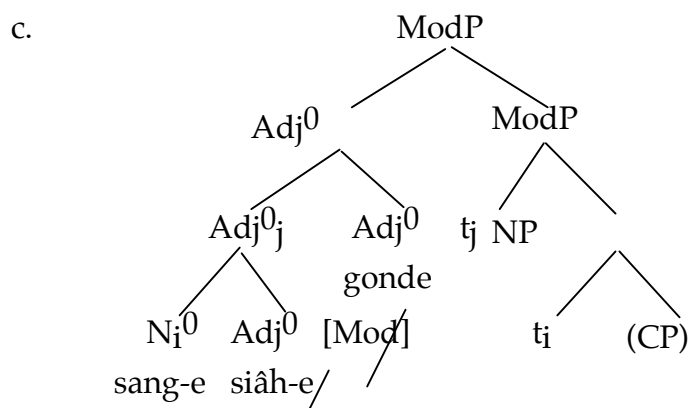 c. ModP
Adj⁰ ModP
Adj⁰j Adj⁰ tj NP
gonde
Ni⁰ Adj⁰ [Mod] ti (CP)
sang-e siâh-e